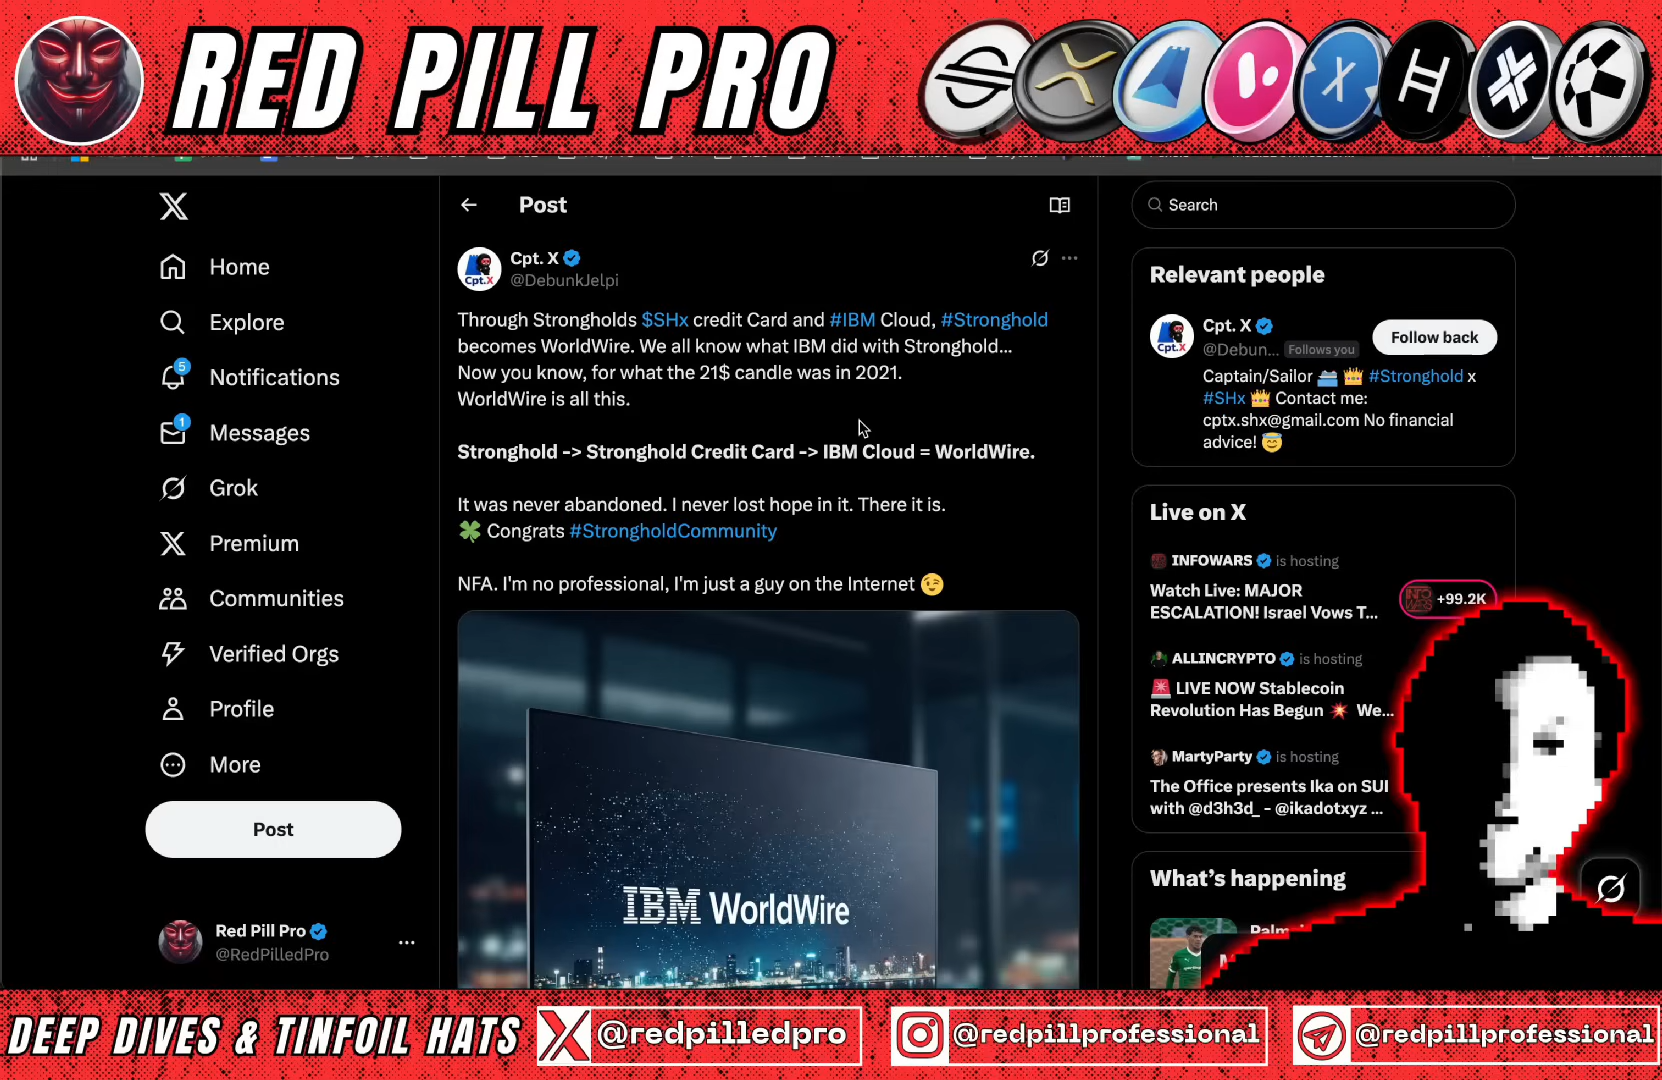 RED PILL PRO
Home
Explore
5
Notifications
1
Messages
Grok
Premium
Communities
Verified Orgs
Profile
More
Post
Red Pill Pro
@RedPilledPro
Post
Cpt. X
@DebunkJelpi
Through Strongholds $SHx credit Card and #IBM Cloud, #Stronghold
becomes WorldWire. We all know what IBM did with Stronghold...
Now you know, for what the 21$ candle was in 2021.
WorldWire is all this.
Stronghold -> Stronghold Credit Card -> IBM Cloud = WorldWire.
It was never abandoned. I never lost hope in it. There it is.
🍀 Congrats #StrongholdCommunity
NFA. I'm no professional, I'm just a guy on the Internet 😉
IBM WorldWire
Search
Relevant people
Cpt. X
@Debun... Follows you
Follow back
Captain/Sailor 🚢 👑 #Stronghold x
#SHx 👑 Contact me:
cptx.shx@gmail.com No financial
advice! 😇
Live on X
INFOWARS is hosting
Watch Live: MAJOR
ESCALATION! Israel Vows T...
+99.2K
ALLINCRYPTO is hosting
🚨 LIVE NOW Stablecoin
Revolution Has Begun 💥 We...
MartyParty is hosting
The Office presents Ika on SUI
with @d3h3d_ - @ikadotxyz ...
What's happening
DEEP DIVES & TINFOIL HATS
@redpilledpro
@redpillprofessional
@redpillprofessional